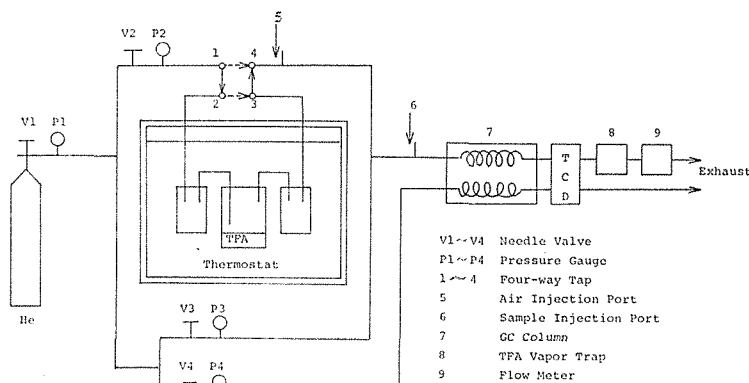 5
V2 P2 1 4
2 3
V1 P1
6
7
8 9
T
C
D
Exhaust
TFA
Thermostat
He
V3 P3
V4 P4
V1~V4 Needle Valve
P1~P4 Pressure Gauge
1~4 Four-way Tap
5 Air Injection Port
6 Sample Injection Port
7 GC Column
8 TFA Vapor Trap
9 Flow Meter